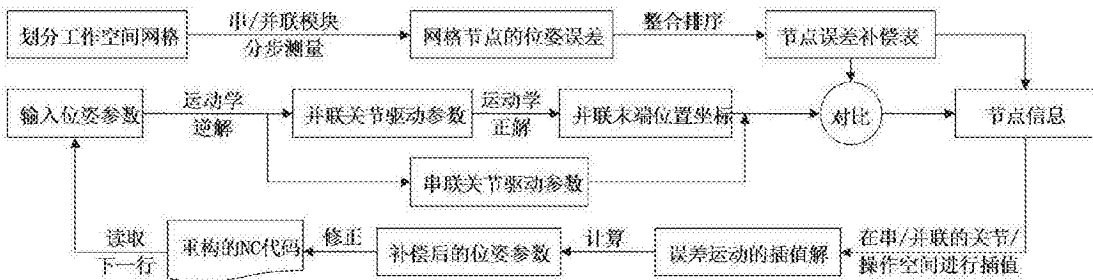 划分工作空间网格
串/并联模块
分步测量
网格节点的位姿误差
整合排序
节点误差补偿表
输入位姿参数
运动学
逆解
并联关节驱动参数
运动学
正解
并联末端位置坐标
对比
节点信息
串联关节驱动参数
读取
下一行
重构的NC代码
修正
补偿后的位姿参数
计算
误差运动的插值解
在串/并联的关节/
操作空间进行插值